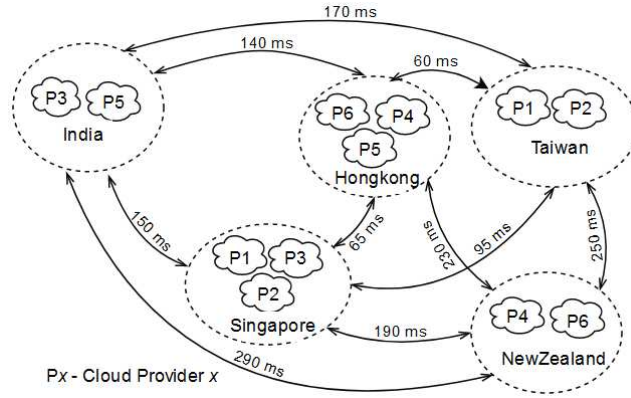 170 ms
140 ms
60 ms
P3 P5
India
P6 P4
P5
Hongkong
P1 P2
Taiwan
150 ms
65 ms
230 ms
95 ms
250 ms
P1 P3
P2
Singapore
190 ms
P4 P6
NewZealand
290 ms
Px - Cloud Provider x